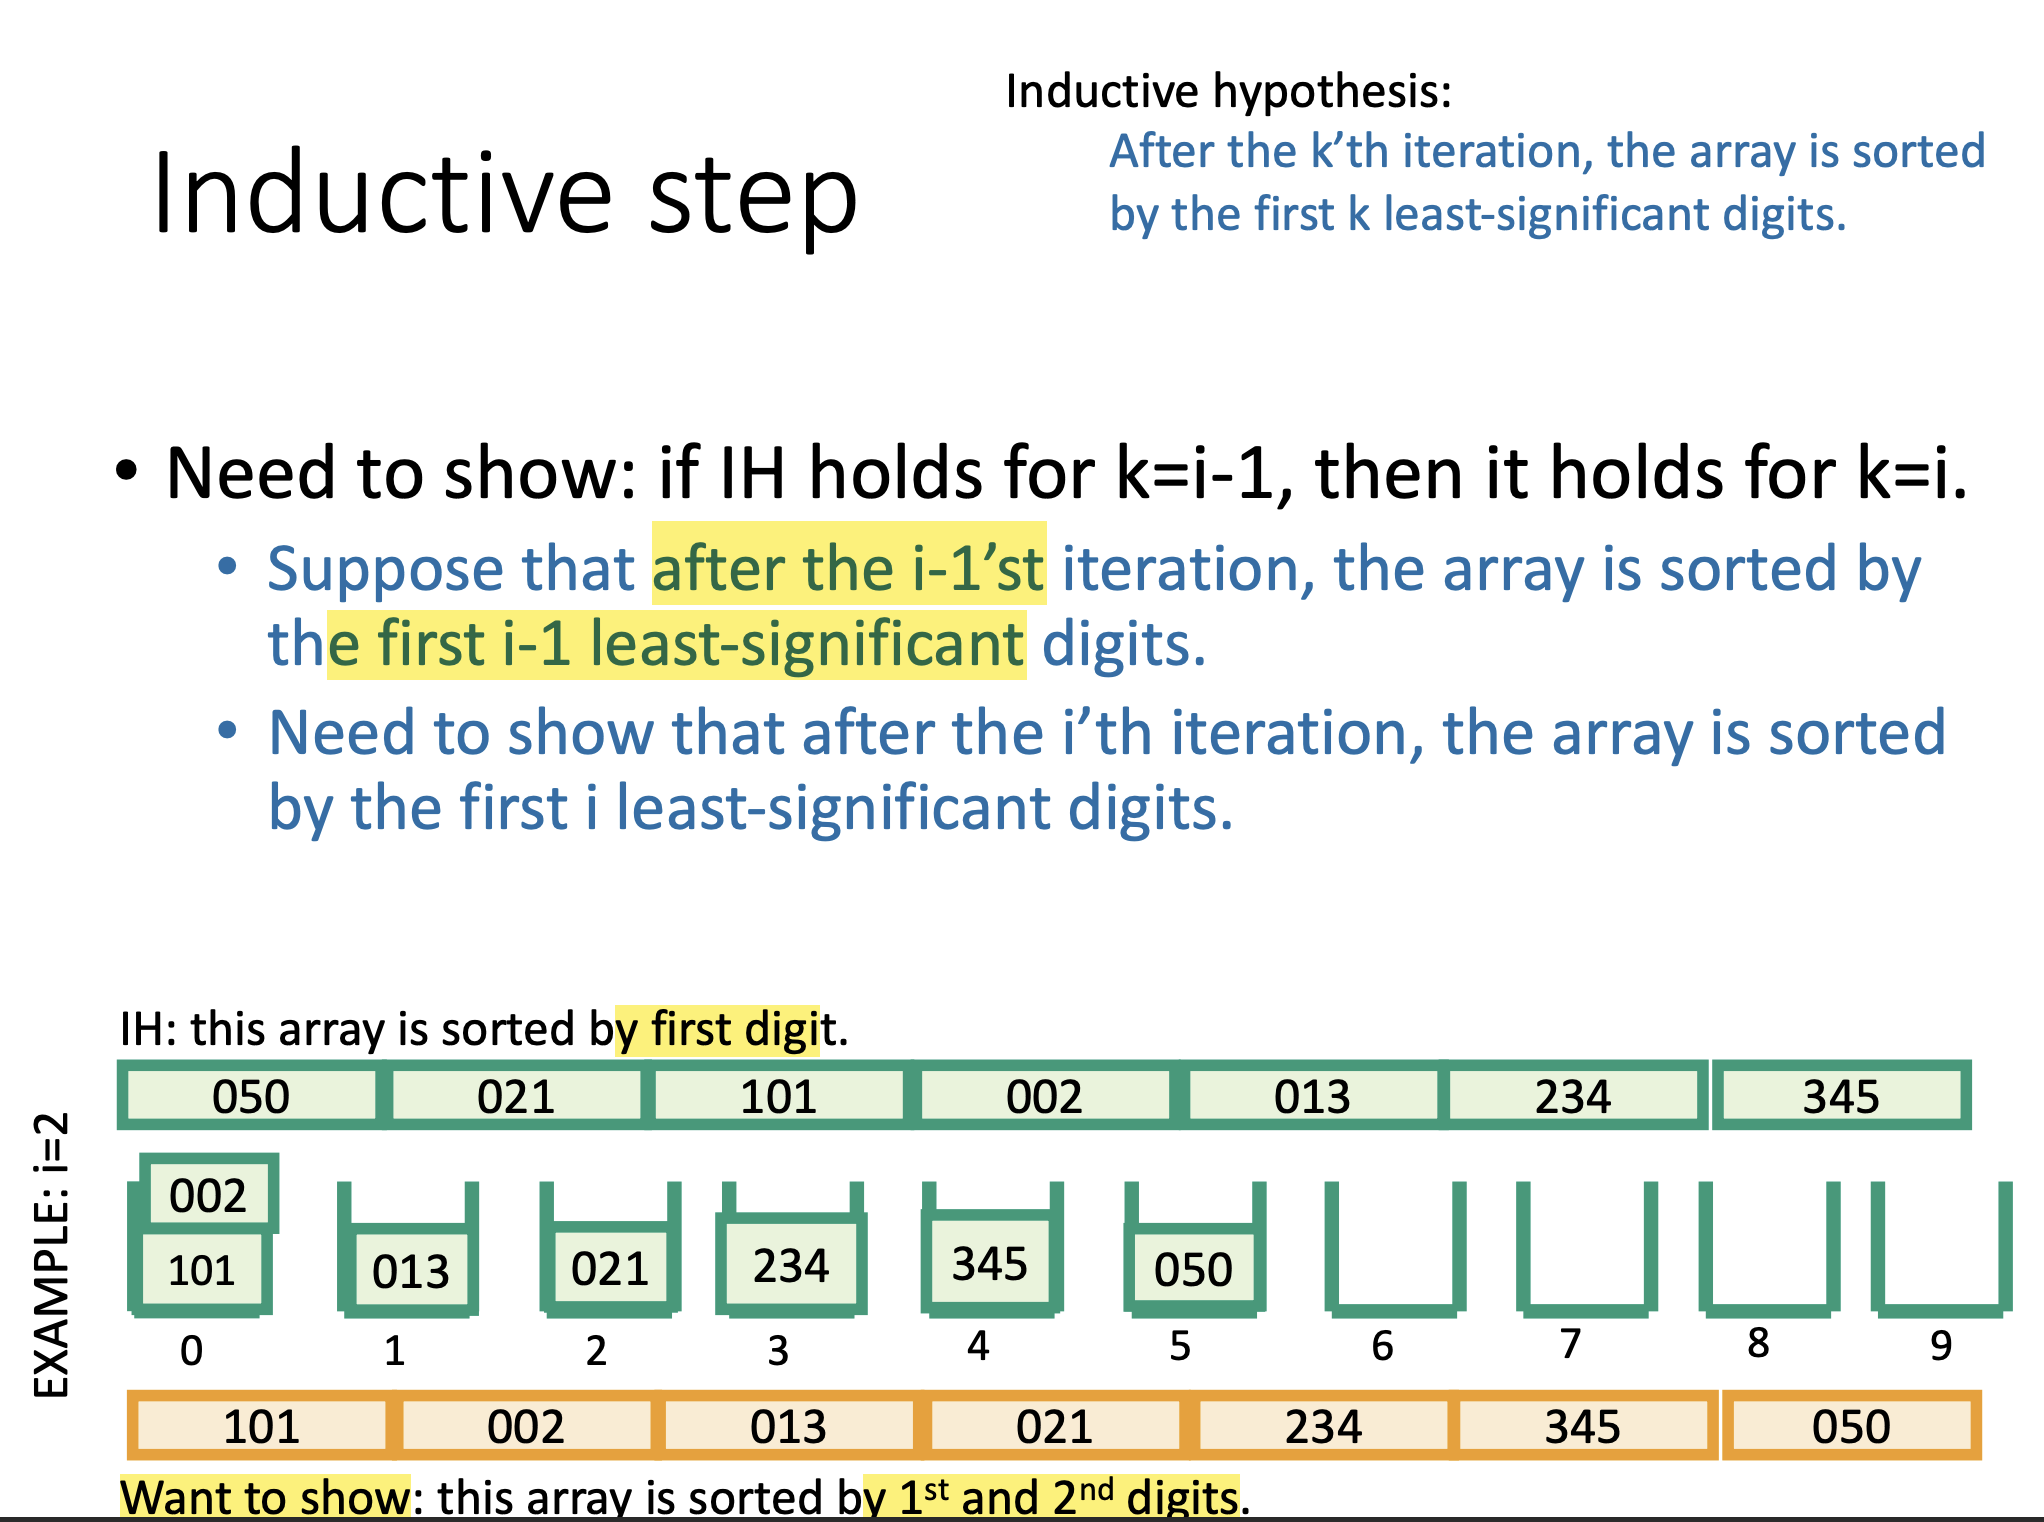 Inductive hypothesis:
After the k’th iteration, the array is sorted
by the first k least-significant digits.
Inductive step
• Need to show: if IH holds for k=i-1, then it holds for k=i.
• Suppose that after the i-1’st iteration, the array is sorted by
the first i-1 least-significant digits.
• Need to show that after the i’th iteration, the array is sorted
by the first i least-significant digits.
EXAMPLE: i=2
IH: this array is sorted by first digit.
050 021 101 002 013 234 345
002
101 013 021 234 345 050
0 1 2 3 4 5 6 7 8 9
101 002 013 021 234 345 050
Want to show: this array is sorted by 1st and 2nd digits.